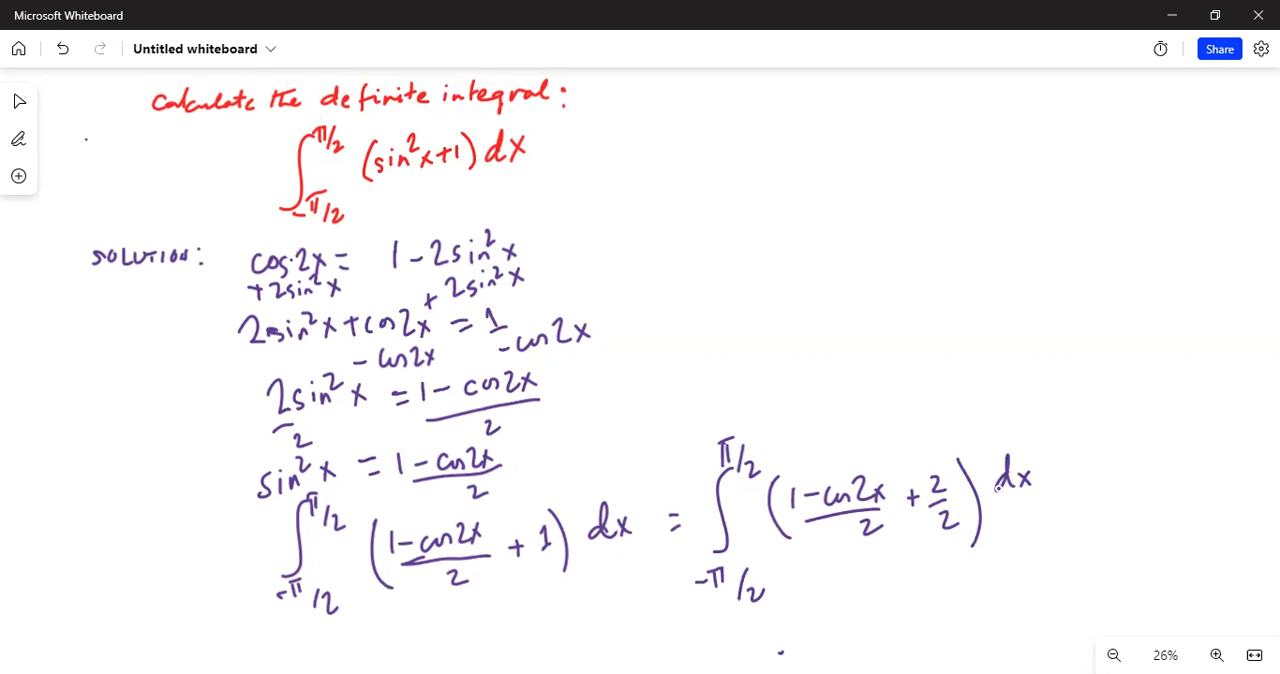 Microsoft Whiteboard
Untitled whiteboard
Share
Calculate the definite integral:
∫_{-π/2}^{π/2} (sin²x+1) dx
SOLUTION: cos2x = 1 - 2sin²x
+2sin²x + 2sin²x
2sin²x + cos2x = 1
- cos2x - cos2x
2sin²x/2 = (1 - cos2x)/2
sin²x = (1 - cos2x)/2
∫_{-π/2}^{π/2} ((1-cos2x)/2 + 1) dx = ∫_{-π/2}^{π/2} ((1-cos2x)/2 + 2/2) dx
26%